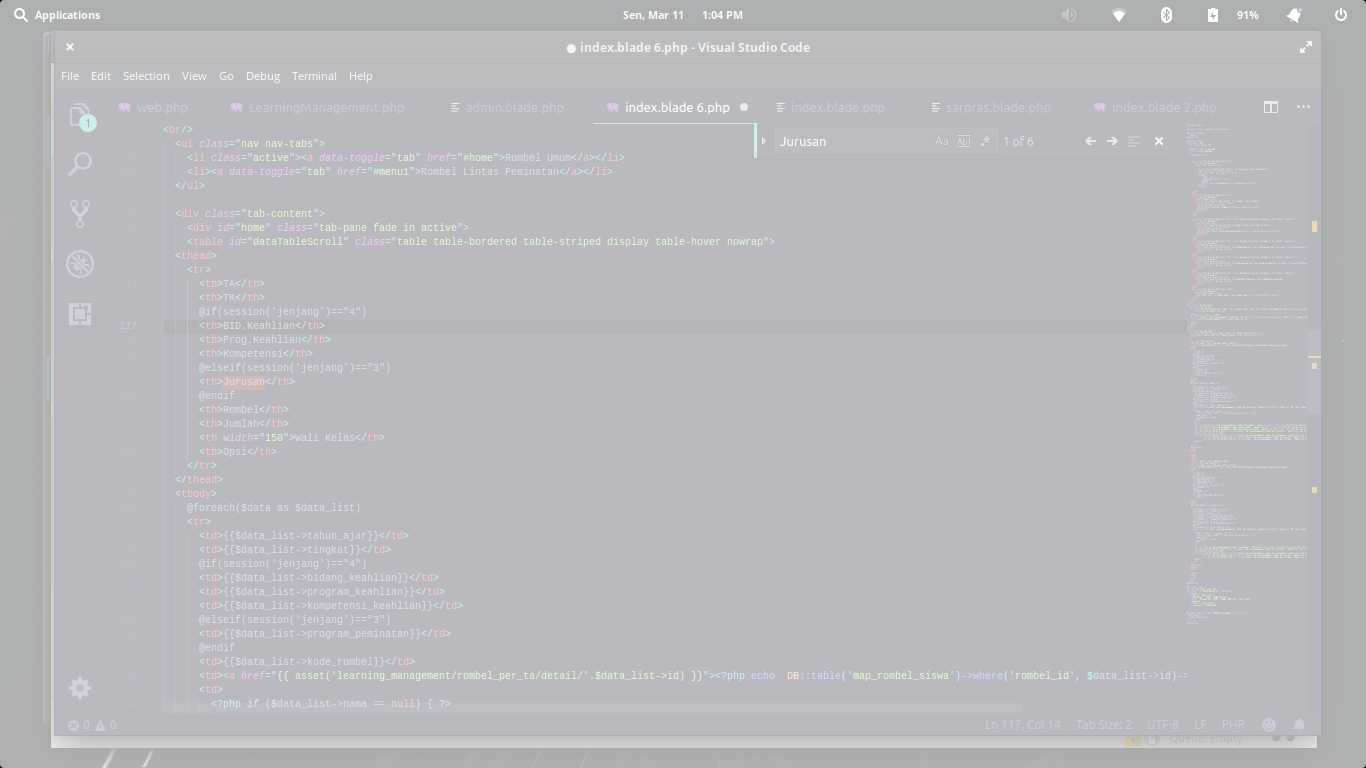 Applications
Sen, Mar 11 1:04 PM
91%
index.blade 6.php - Visual Studio Code
File Edit Selection View Go Debug Terminal Help
web.php LearningManagement.php admin.blade.php index.blade 6.php index.blade.php sarpras.blade.php index.blade 2.php
Jurusan Aa Abl .* 1 of 6
1
<br/>
<ul class="nav nav-tabs">
<li class="active"><a data-toggle="tab" href="#home">Rombel Umum</a></li>
<li><a data-toggle="tab" href="#menu1">Rombel Lintas Peminatan</a></li>
</ul>
<div class="tab-content">
<div id="home" class="tab-pane fade in active">
<table id="dataTableScroll" class="table table-bordered table-striped display table-hover nowrap">
<thead>
<tr>
<th>TA</th>
<th>TK</th>
@if(session('jenjang')=="4")
117 <th>BID.Keahlian</th>
<th>Prog.Keahlian</th>
<th>Kompetensi</th>
@elseif(session('jenjang')=="3")
<th>Jurusan</th>
@endif
<th>Rombel</th>
<th>Jumlah</th>
<th width="150">Wali Kelas</th>
<th>Opsi</th>
</tr>
</thead>
<tbody>
@foreach($data as $data_list)
<tr>
<td>{{$data_list->tahun_ajar}}</td>
<td>{{$data_list->tingkat}}</td>
@if(session('jenjang')=="4")
<td>{{$data_list->bidang_keahlian}}</td>
<td>{{$data_list->program_keahlian}}</td>
<td>{{$data_list->kompetensi_keahlian}}</td>
@elseif(session('jenjang')=="3")
<td>{{$data_list->program_peminatan}}</td>
@endif
<td>{{$data_list->kode_rombel}}</td>
<td><a href="{{ asset('learning_management/rombel_per_ta/detail/'.$data_list->id) }}"><?php echo DB::table('map_rombel_siswa')->where('rombel_id', $data_list->id)->
<td>
<?php if ($data_list->nama == null) { ?>
0 0 Ln 117, Col 14 Tab Size: 2 UTF-8 LF PHP
Queue: empty